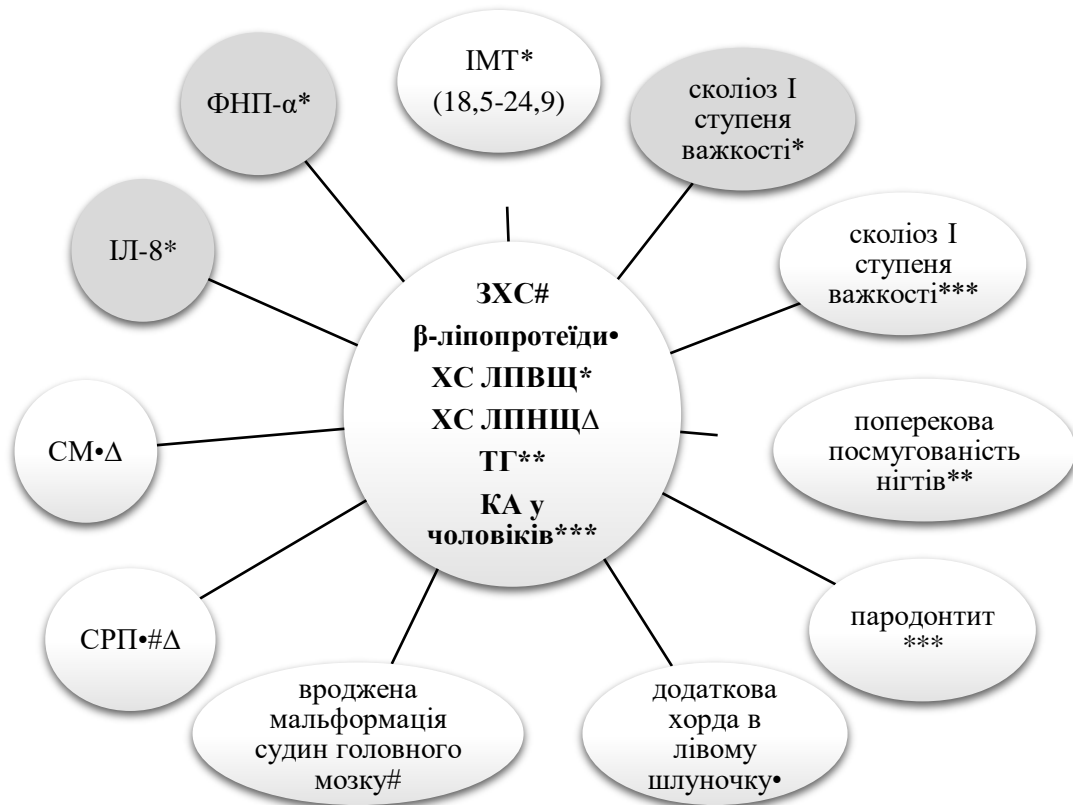 ІМТ*
(18,5-24,9)
сколіоз І
ступеня
важкості*
сколіоз І
ступеня
важкості***
поперекова
посмугованість
нігтів**
пародонтит
***
додаткова
хорда в
лівому
шлуночку•
вроджена
мальформація
судин головного
мозку#
СРП•#Δ
СМ•Δ
ІЛ-8*
ФНП-α*
ЗХС#
β-ліпопротеїди•
ХС ЛПВЩ*
ХС ЛПНЩΔ
ТГ**
КА у
чоловіків***